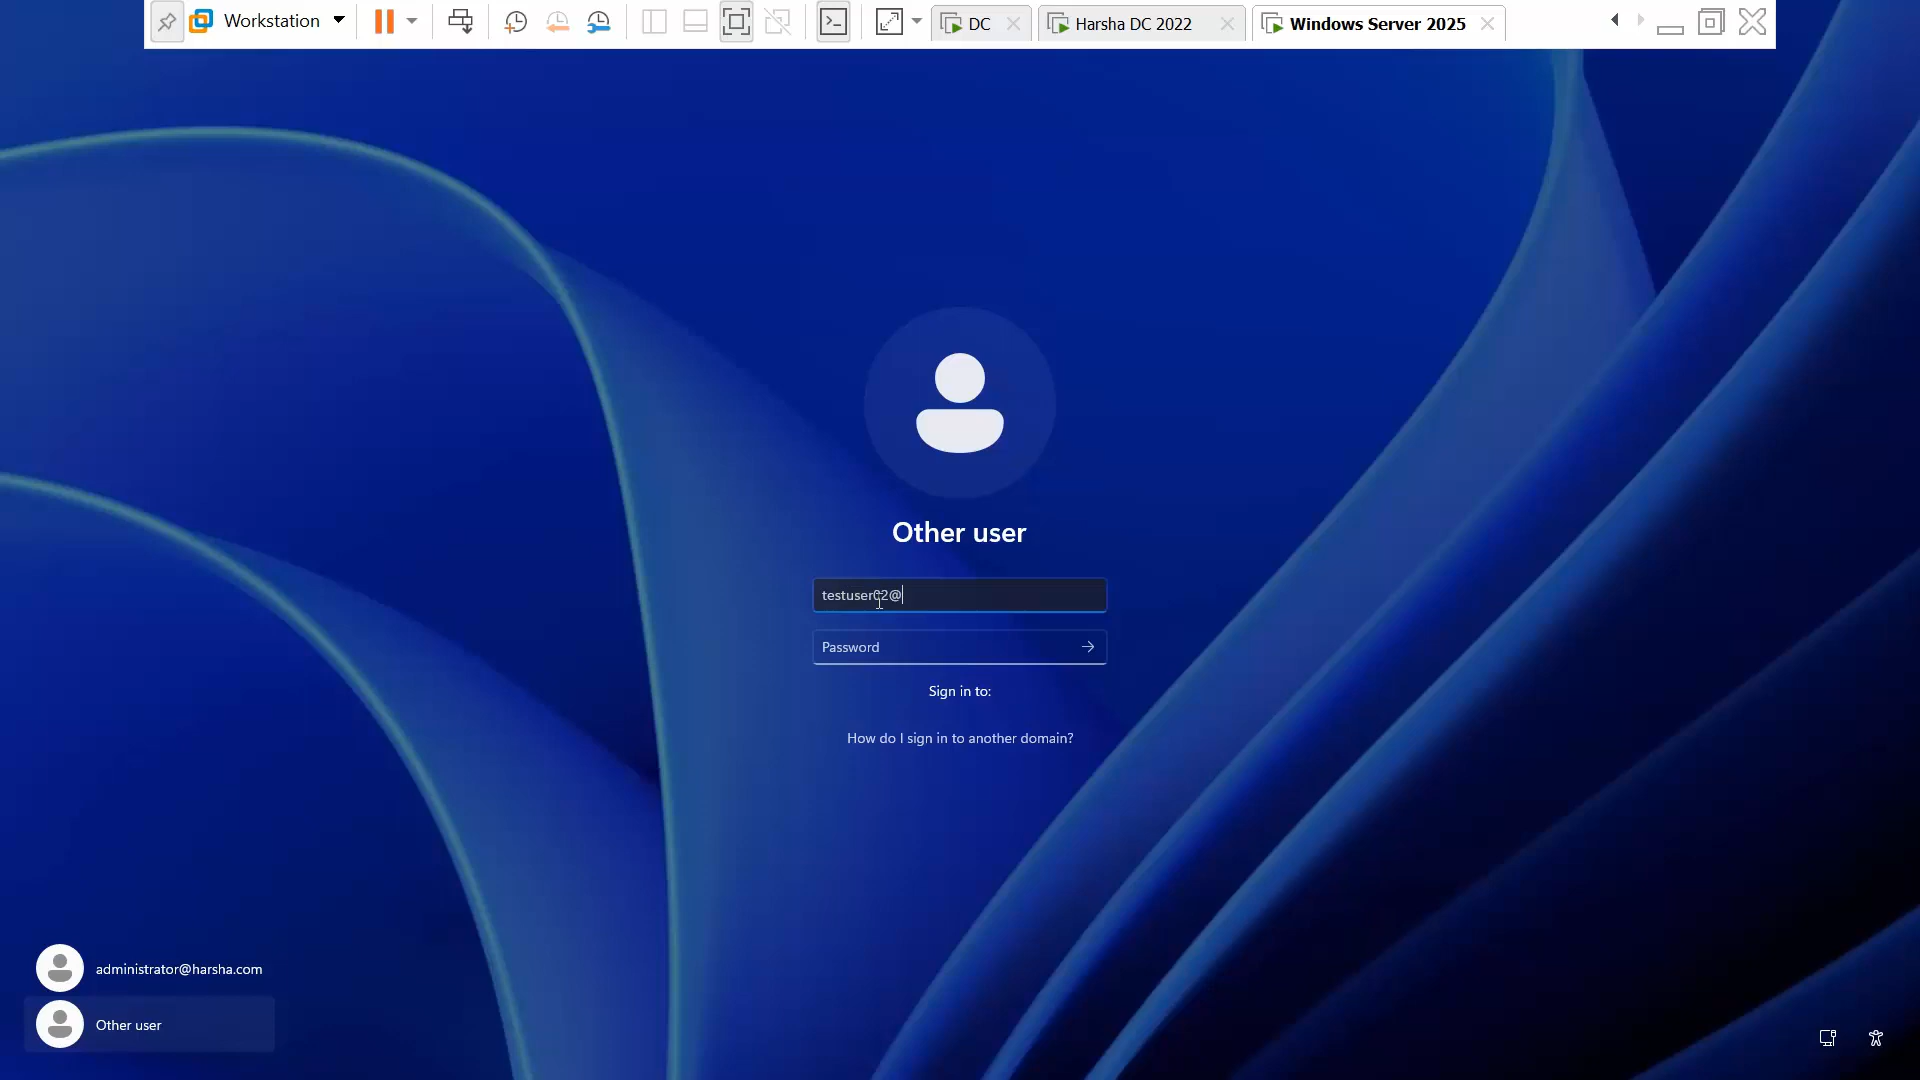 Workstation
DC
Harsha DC 2022
Windows Server 2025
Other user
testuser02@
Password
Sign in to:
How do I sign in to another domain?
administrator@harsha.com
Other user